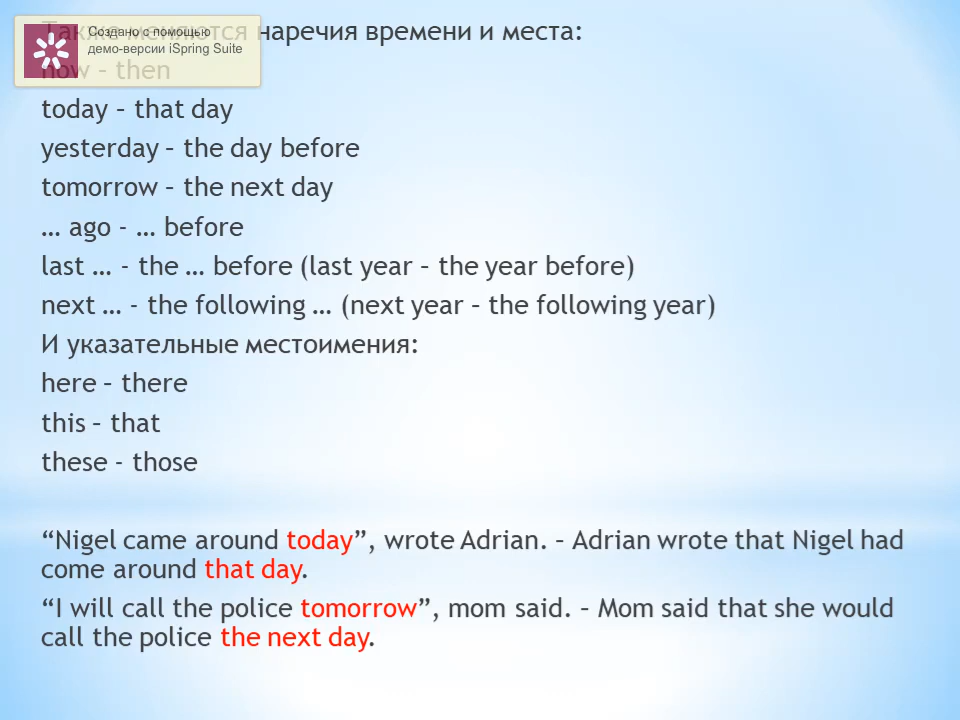 Создано с помощью
демо-версии iSpring Suite
Также меняются наречия времени и места:
now – then
today – that day
yesterday – the day before
tomorrow – the next day
… ago - … before
last … - the … before (last year – the year before)
next … - the following … (next year – the following year)
И указательные местоимения:
here – there
this – that
these - those
“Nigel came around today”, wrote Adrian. – Adrian wrote that Nigel had
come around that day.
“I will call the police tomorrow”, mom said. – Mom said that she would
call the police the next day.